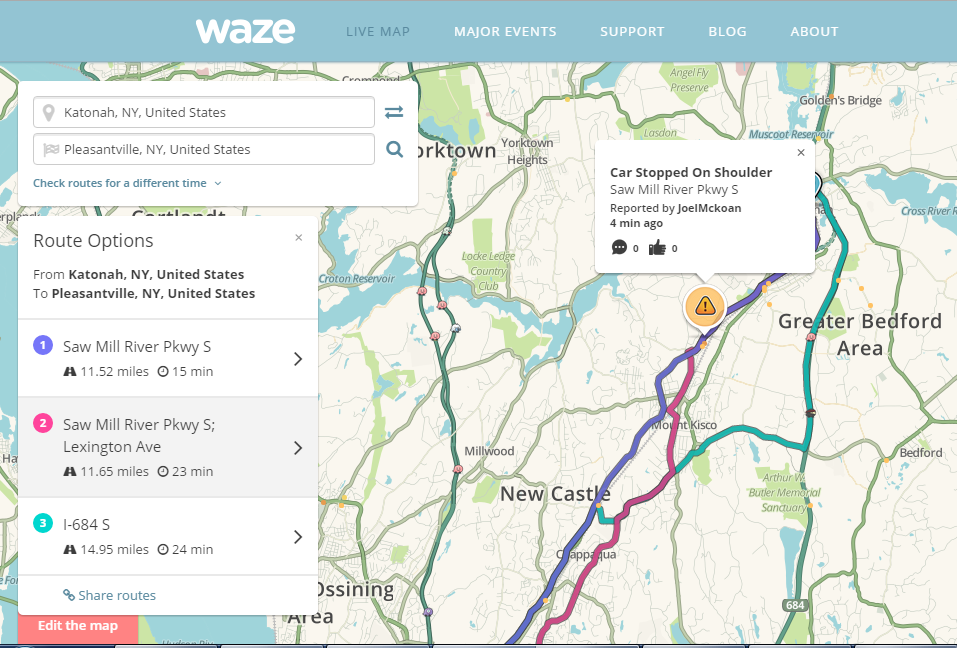 waze
LIVE MAP
MAJOR EVENTS
SUPPORT
BLOG
ABOUT
Katonah, NY, United States
Pleasantville, NY, United States
Check routes for a different time
Route Options
×
From Katonah, NY, United States
To Pleasantville, NY, United States
1
Saw Mill River Pkwy S
11.52 miles 15 min
2
Saw Mill River Pkwy S;
Lexington Ave
11.65 miles 23 min
3
I-684 S
14.95 miles 24 min
Share routes
Edit the map
×
Car Stopped On Shoulder
Saw Mill River Pkwy S
Reported by JoelMckoan
4 min ago
0 0
Angel Fly
Preserve
Golden's Bridge
Lasdon
Muscoot Reservoir
Yorktown
Heights
Cross River
Locke Ledge
Country
Club
Croton Reservoir
Greater Bedford
Area
Mount Kisco
Millwood
Bedford
Arthur W.
Butler Memorial
Sanctuary
New Castle
Chappaqua
Ossining
Area
684